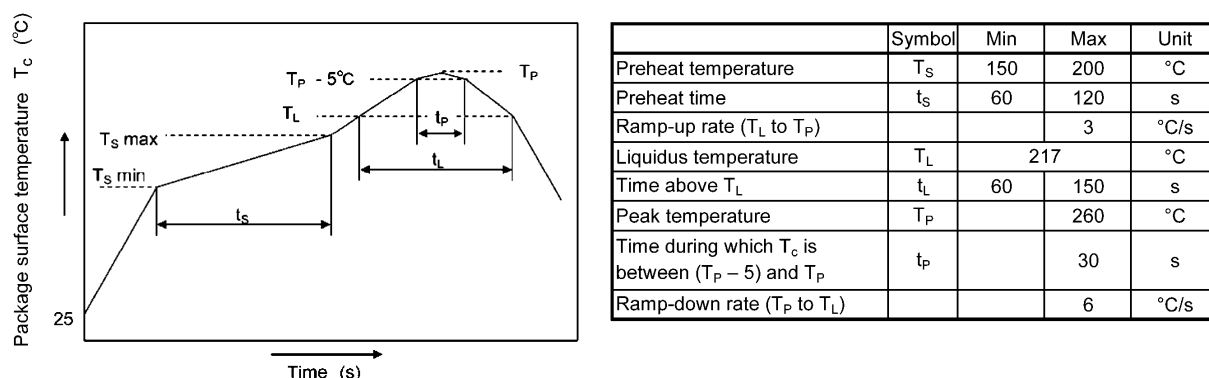 Package surface temperature T_c (°C)
T_P - 5℃
T_P
T_L
t_P
T_S max
t_L
T_S min
t_S
25
Time (s)
Symbol Min Max Unit
Preheat temperature T_S 150 200 °C
Preheat time t_S 60 120 s
Ramp-up rate (T_L to T_P) 3 °C/s
Liquidus temperature T_L 217 °C
Time above T_L t_L 60 150 s
Peak temperature T_P 260 °C
Time during which T_c is
between (T_P – 5) and T_P t_P 30 s
Ramp-down rate (T_P to T_L) 6 °C/s